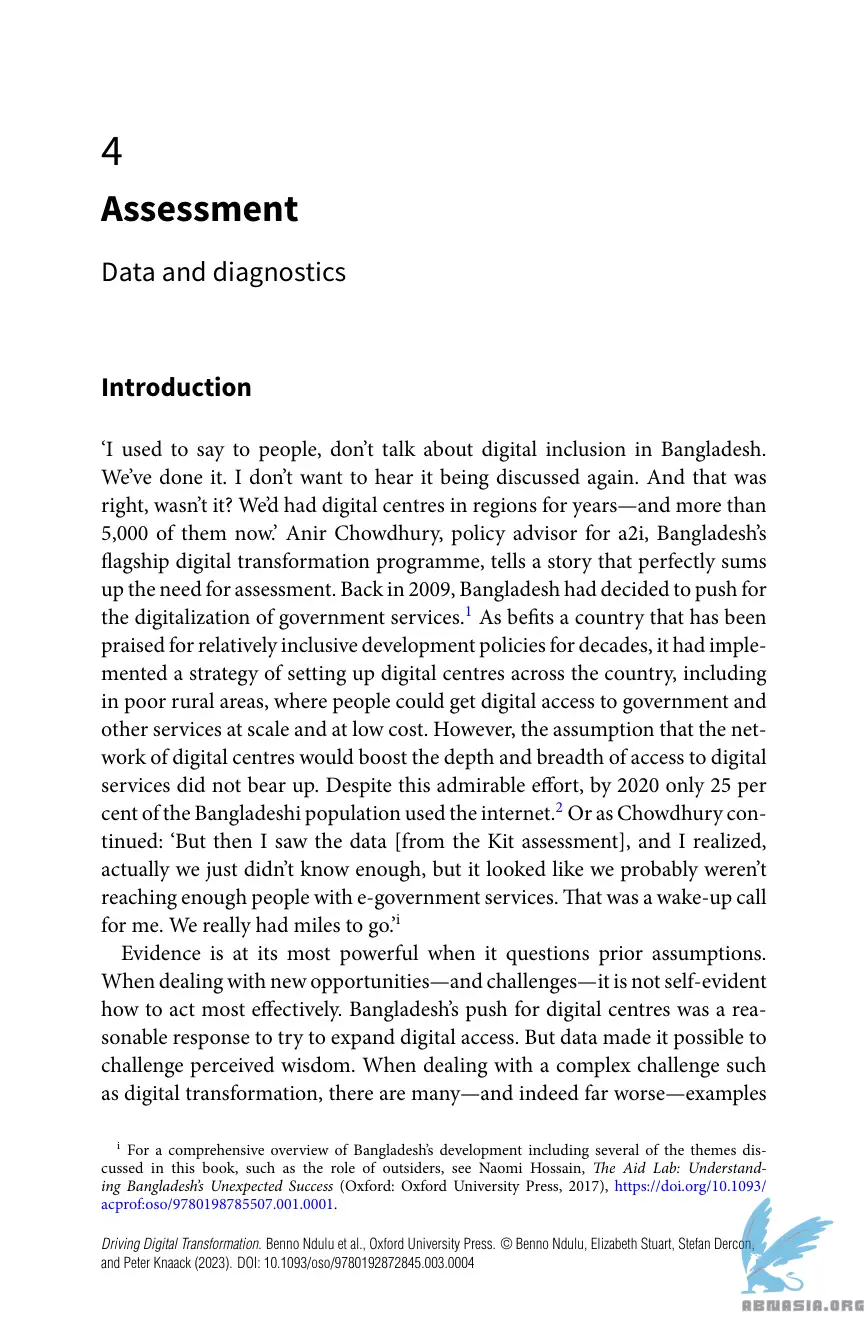 4
Assessment
Data and diagnostics
Introduction
‘I used to say to people, don’t talk about digital inclusion in Bangladesh.
We’ve done it. I don’t want to hear it being discussed again. And that was
right, wasn’t it? We’d had digital centres in regions for years—and more than
5,000 of them now.’ Anir Chowdhury, policy advisor for a2i, Bangladesh’s
flagship digital transformation programme, tells a story that perfectly sums
up the need for assessment. Back in 2009, Bangladesh had decided to push for
the digitalization of government services.1 As befits a country that has been
praised for relatively inclusive development policies for decades, it had imple-
mented a strategy of setting up digital centres across the country, including
in poor rural areas, where people could get digital access to government and
other services at scale and at low cost. However, the assumption that the net-
work of digital centres would boost the depth and breadth of access to digital
services did not bear up. Despite this admirable effort, by 2020 only 25 per
cent of the Bangladeshi population used the internet.2 Or as Chowdhury con-
tinued: ‘But then I saw the data [from the Kit assessment], and I realized,
actually we just didn’t know enough, but it looked like we probably weren’t
reaching enough people with e-government services. That was a wake-up call
for me. We really had miles to go.’i
Evidence is at its most powerful when it questions prior assumptions.
When dealing with new opportunities—and challenges—it is not self-evident
how to act most effectively. Bangladesh’s push for digital centres was a rea-
sonable response to try to expand digital access. But data made it possible to
challenge perceived wisdom. When dealing with a complex challenge such
as digital transformation, there are many—and indeed far worse—examples
i For a comprehensive overview of Bangladesh’s development including several of the themes dis-
cussed in this book, such as the role of outsiders, see Naomi Hossain, The Aid Lab: Understand-
ing Bangladesh’s Unexpected Success (Oxford: Oxford University Press, 2017), https://doi.org/10.1093/
acprof:oso/9780198785507.001.0001.
Driving Digital Transformation. Benno Ndulu et al., Oxford University Press. © Benno Ndulu, Elizabeth Stuart, Stefan Dercon,
and Peter Knaack (2023). DOI: 10.1093/oso/9780192872845.003.0004
ABNASIA.ORG